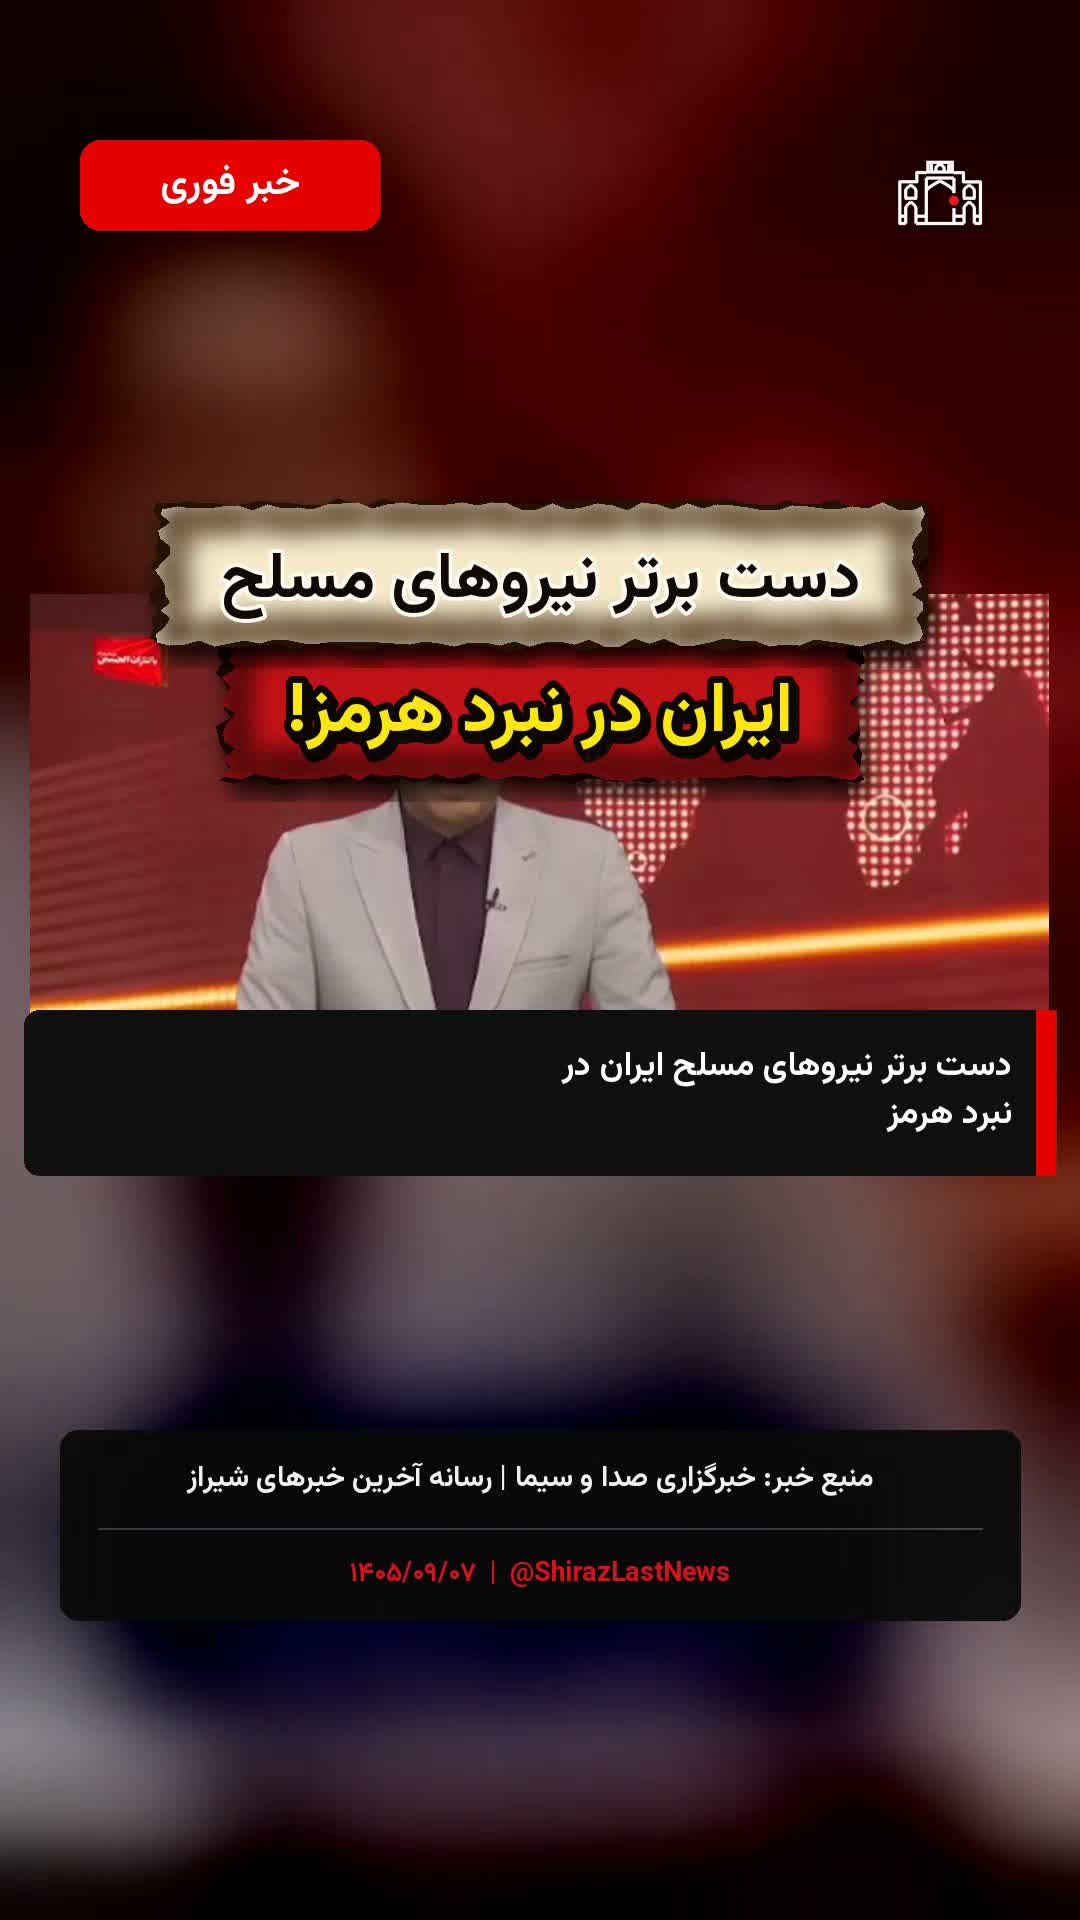 خبر فوری
دست برتر نیروهای مسلح
ایران در نبرد هرمز!
دست برتر نیروهای مسلح ایران در
نبرد هرمز
منبع خبر: خبرگزاری صدا و سیما | رسانه آخرین خبرهای شیراز
۱۴۰۵/۰۹/۰۷ | @ShirazLastNews